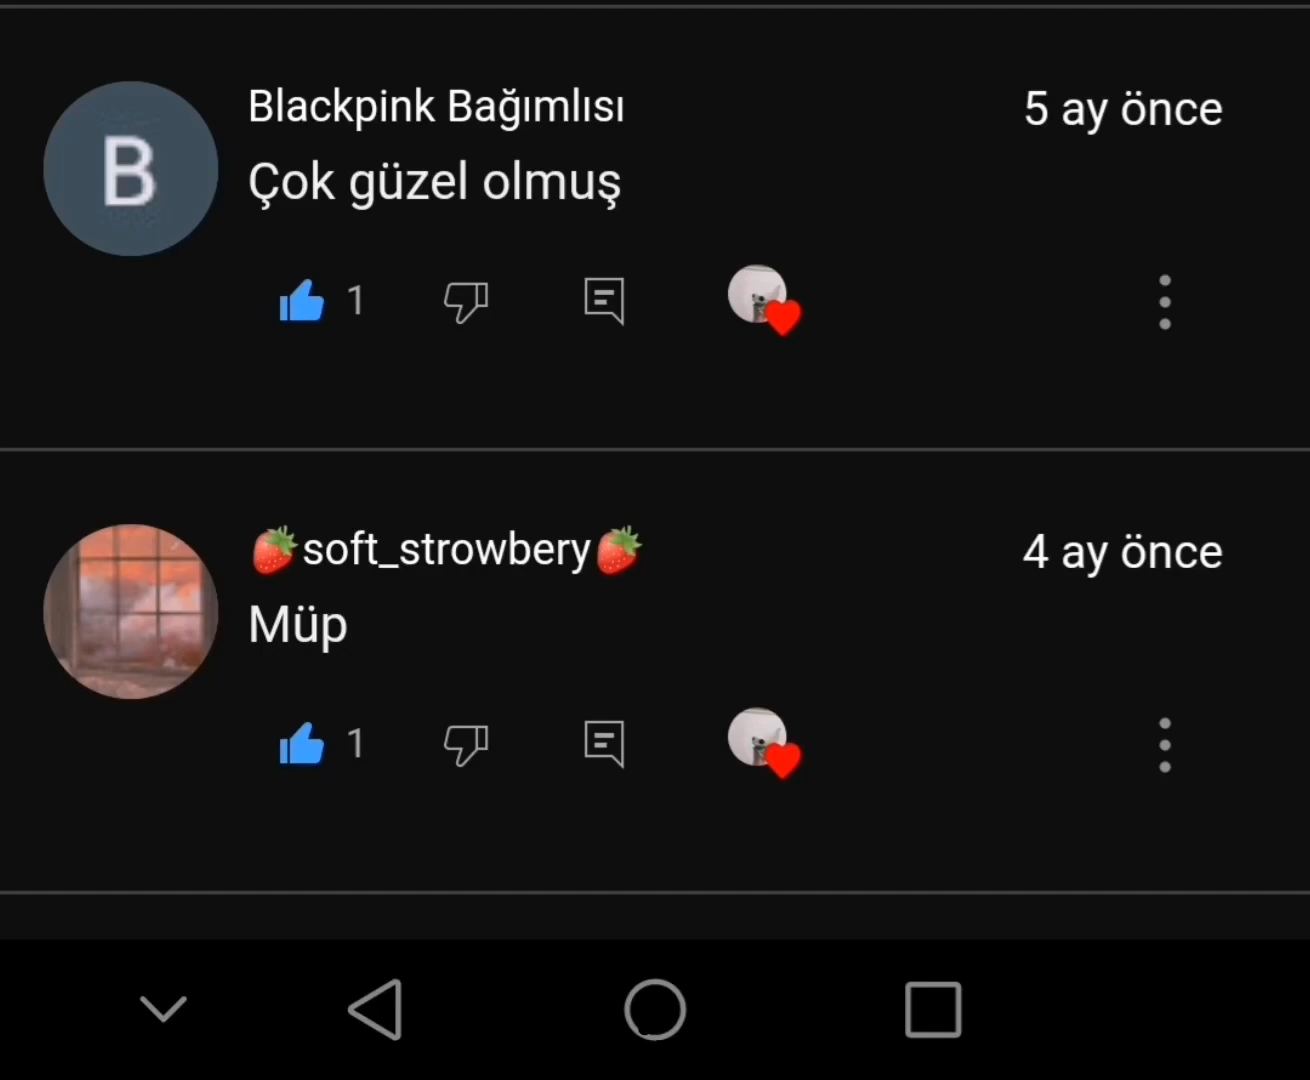 B
Blackpink Bağımlısı
5 ay önce
Çok güzel olmuş
1
🍓soft_strowbery🍓
4 ay önce
Müp
1